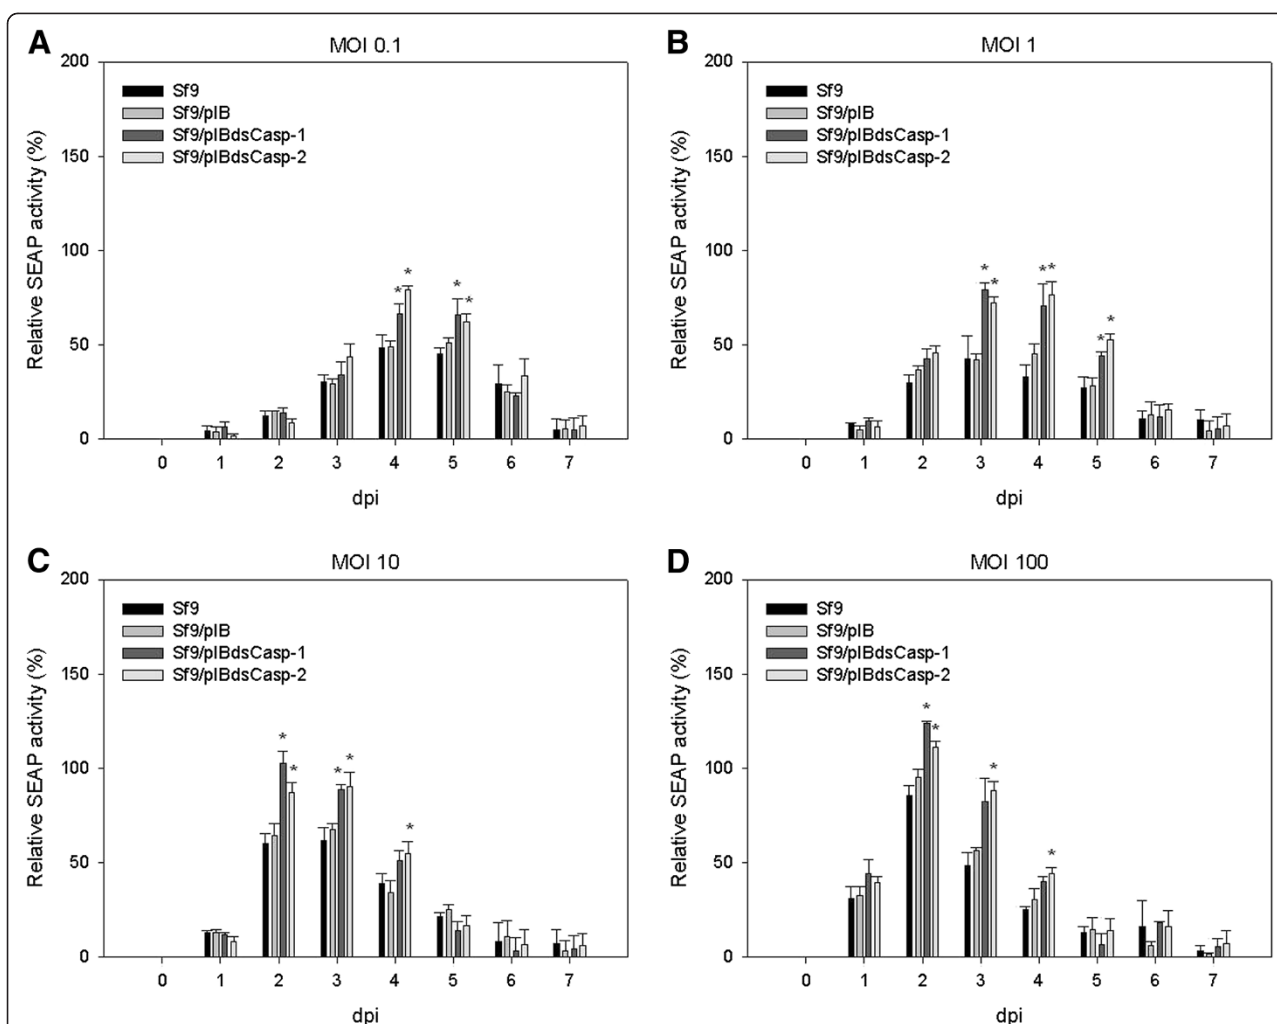 A
MOI 0.1
200
150
100
50
0
Relative SEAP activity (%)
Sf9
Sf9/pIB
Sf9/pIBdsCasp-1
Sf9/pIBdsCasp-2
* * * *
0 1 2 3 4 5 6 7
dpi
B
MOI 1
200
150
100
50
0
Relative SEAP activity (%)
Sf9
Sf9/pIB
Sf9/pIBdsCasp-1
Sf9/pIBdsCasp-2
* * * * * *
0 1 2 3 4 5 6 7
dpi
C
MOI 10
200
150
100
50
0
Relative SEAP activity (%)
Sf9
Sf9/pIB
Sf9/pIBdsCasp-1
Sf9/pIBdsCasp-2
* * * * *
0 1 2 3 4 5 6 7
dpi
D
MOI 100
200
150
100
50
0
Relative SEAP activity (%)
Sf9
Sf9/pIB
Sf9/pIBdsCasp-1
Sf9/pIBdsCasp-2
* * * *
0 1 2 3 4 5 6 7
dpi